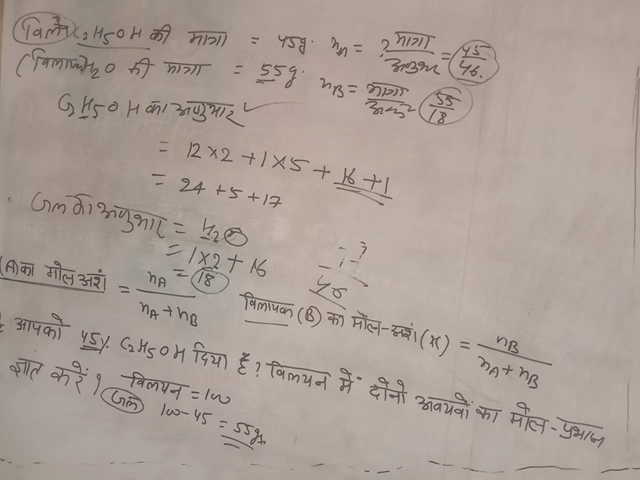 (विलेय) C₂H₅OH की मात्रा = 45g. nA = ? मात्रा/अणुभार = 45/46.
(विलायक) H₂O की मात्रा = 55g. nB = मात्रा/अणुभार 55/18
C₂H₅OH का अणुभार ✓
= 12×2 + 1×5 + 16 + 1
= 24 + 5 + 17
जल का अणुभार = H₂O
= 1×2 + 16
= 18
46
(A) का मोल अंश = nA/(nA + nB)
विलायक (B) का मोल-अंश (x) = nB/(nA + nB)
आपको 45% C₂H₅OH दिया है? विलयन में दोनो अवयवों का मोल-प्रभाज
ज्ञात करें? विलयन = 100
जल 100-45 = 55g